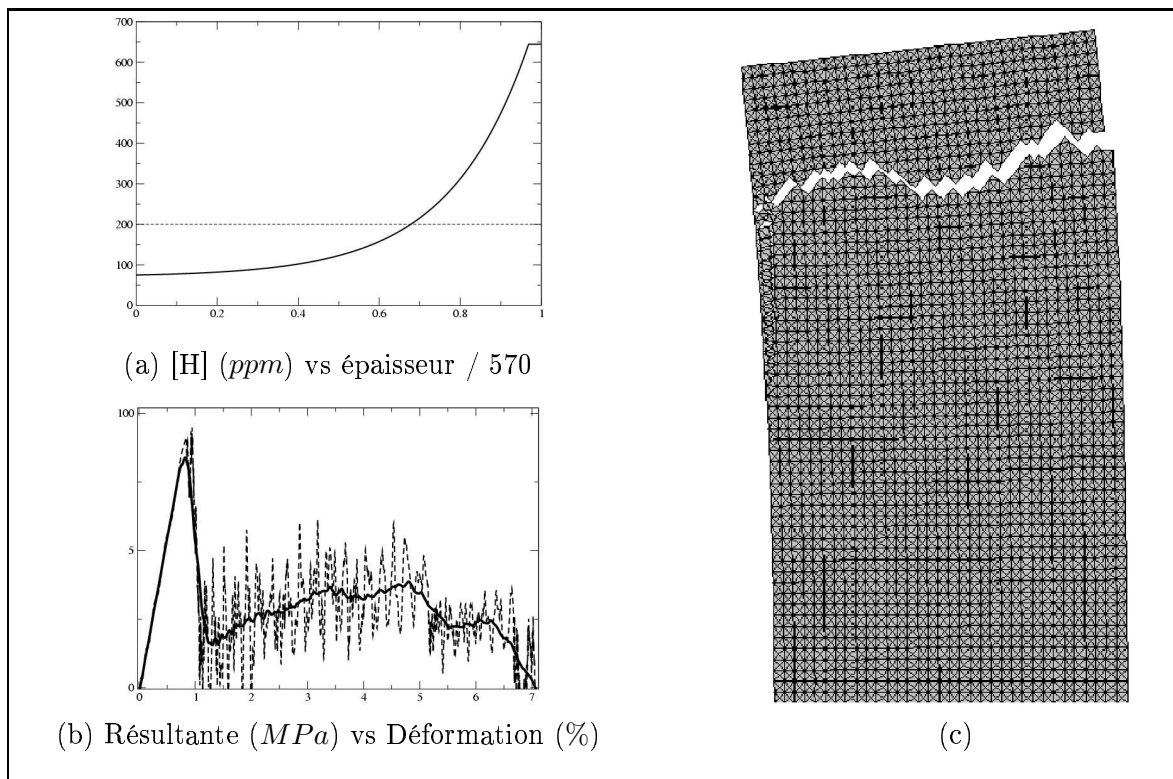 700
600
500
400
300
200
100
0
0 0.2 0.4 0.6 0.8 1
(a) [H] (ppm) vs épaisseur / 570
100
5
0
0 1 2 3 4 5 6 7
(b) Résultante (MPa) vs Déformation (%)
(c)